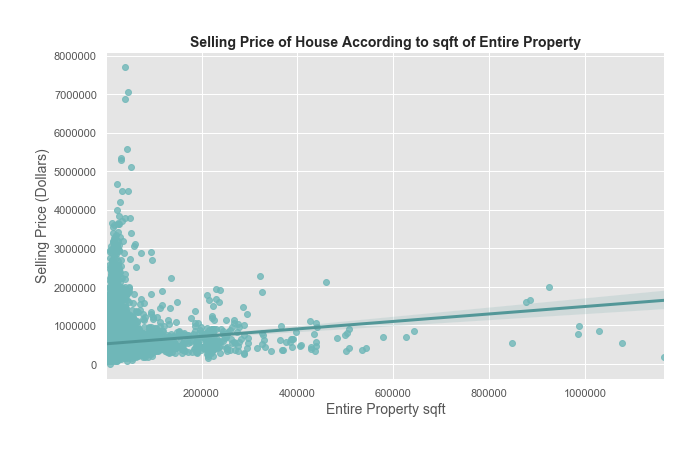 Selling Price of House According to sqft of Entire Property
8000000
7000000
6000000
5000000
4000000
3000000
2000000
1000000
0
Selling Price (Dollars)
200000 400000 600000 800000 1000000
Entire Property sqft